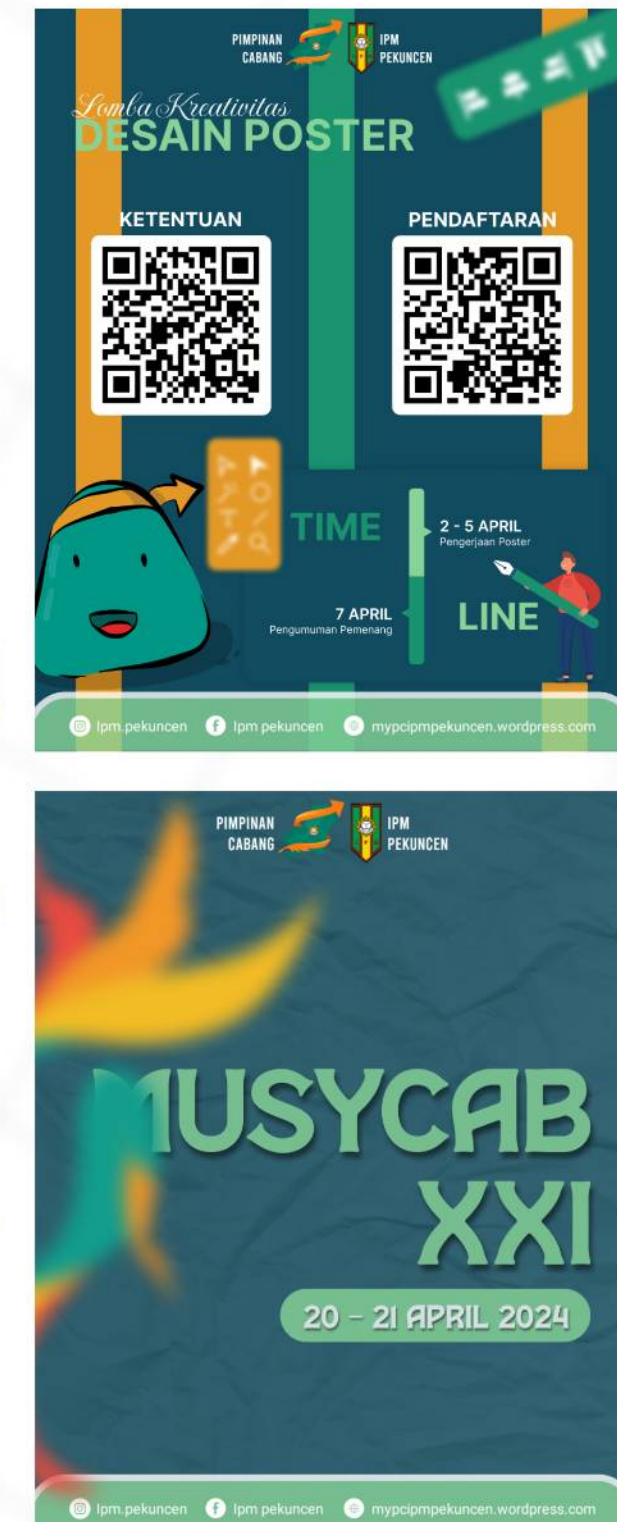 PIMPINAN
CABANG
IPM
PEKUNCEN
Lomba Kreativitas
DESAIN POSTER
KETENTUAN
PENDAFTARAN
TIME
2 - 5 APRIL
Pengerjaan Poster
7 APRIL
Pengumuman Pemenang
LINE
Ipm.pekuncen
Ipm pekuncen
mypcipmpekuncen.wordpress.com
PIMPINAN
CABANG
IPM
PEKUNCEN
MUSYCAB
XXI
20 - 21 APRIL 2024
Ipm.pekuncen
Ipm pekuncen
mypcipmpekuncen.wordpress.com